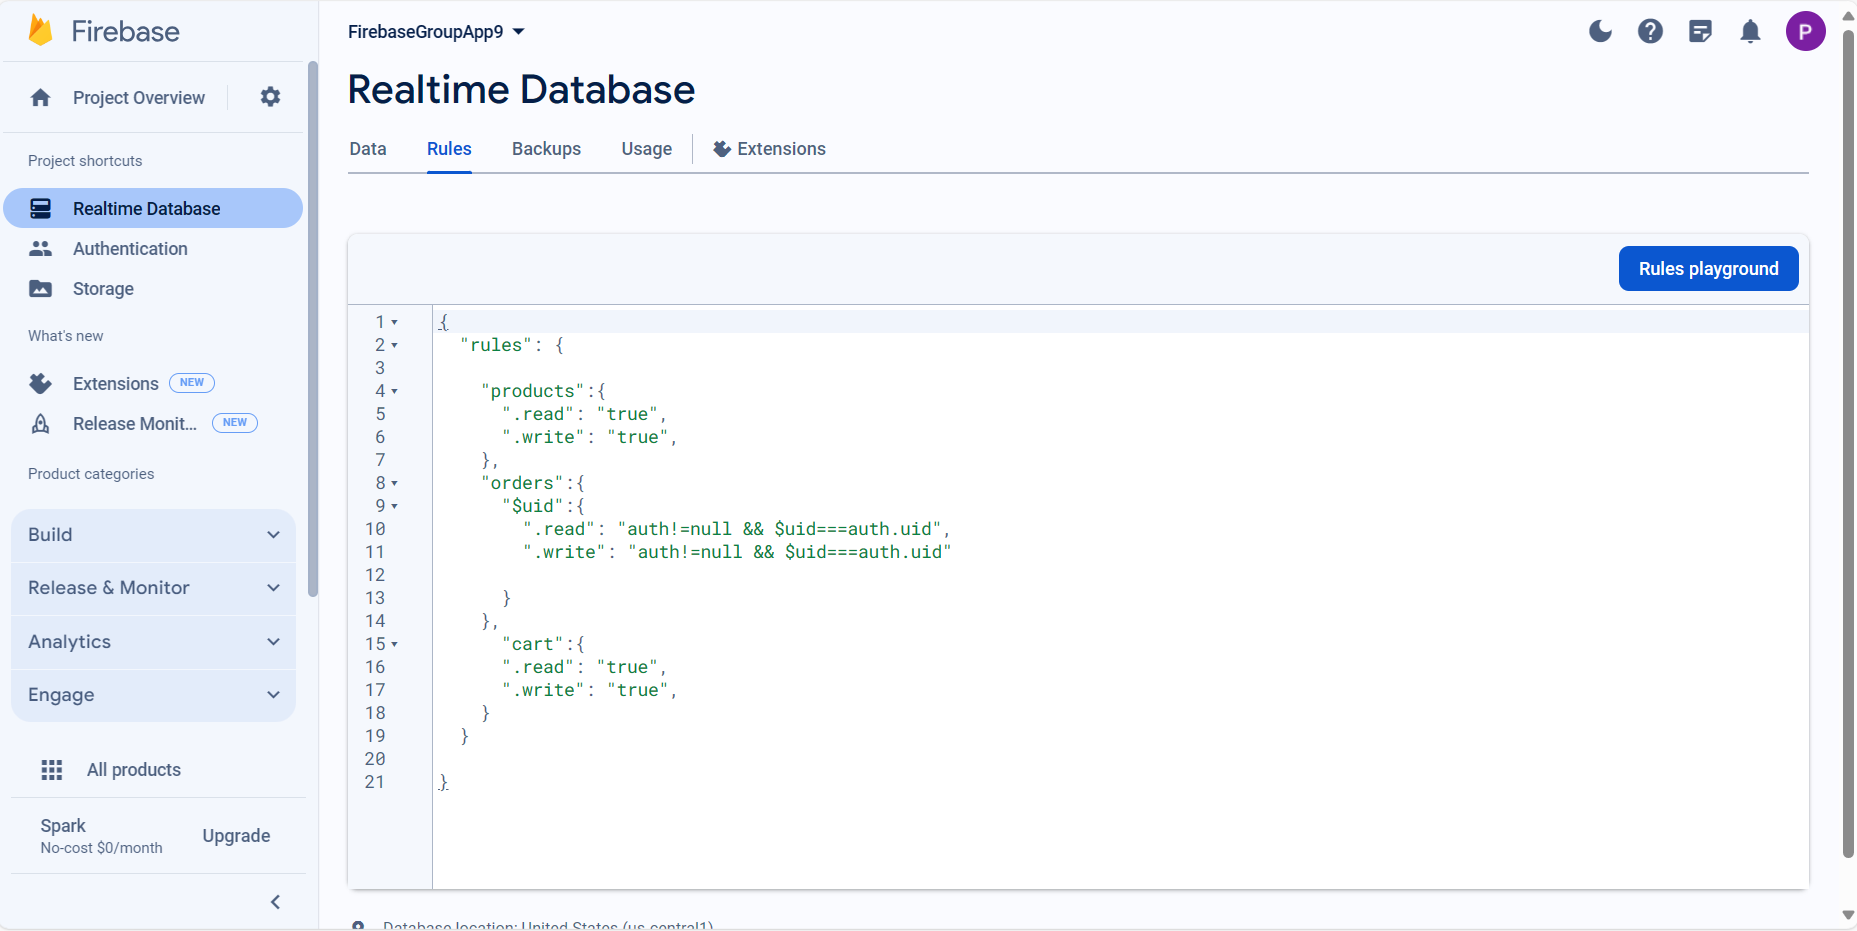 Firebase
Project Overview
Project shortcuts
Realtime Database
Authentication
Storage
What's new
Extensions NEW
Release Monit... NEW
Product categories
Build
Release & Monitor
Analytics
Engage
All products
Spark
No-cost $0/month
Upgrade
FirebaseGroupApp9
P
Realtime Database
Data Rules Backups Usage Extensions
Rules playground
1 {
2 "rules": {
3
4 "products":{
5 ".read": "true",
6 ".write": "true",
7 },
8 "orders":{
9 "$uid":{
10 ".read": "auth!=null && $uid===auth.uid",
11 ".write": "auth!=null && $uid===auth.uid"
12
13 }
14 },
15 "cart":{
16 ".read": "true",
17 ".write": "true",
18 }
19 }
20
21 }
Database location: United States (us-central1)